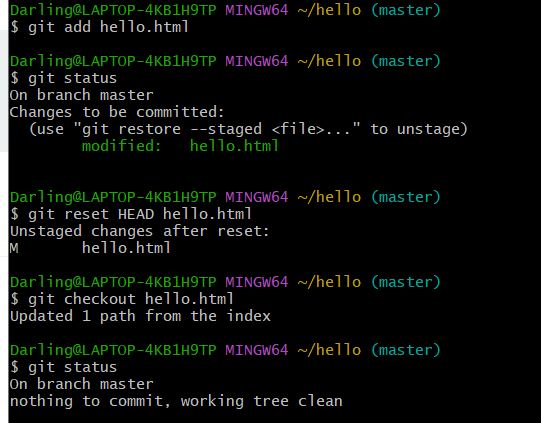 Darling@LAPTOP-4KB1H9TP MINGW64 ~/hello (master)
$ git add hello.html
Darling@LAPTOP-4KB1H9TP MINGW64 ~/hello (master)
$ git status
On branch master
Changes to be committed:
  (use "git restore --staged <file>..." to unstage)
        modified:   hello.html
Darling@LAPTOP-4KB1H9TP MINGW64 ~/hello (master)
$ git reset HEAD hello.html
Unstaged changes after reset:
M       hello.html
Darling@LAPTOP-4KB1H9TP MINGW64 ~/hello (master)
$ git checkout hello.html
Updated 1 path from the index
Darling@LAPTOP-4KB1H9TP MINGW64 ~/hello (master)
$ git status
On branch master
nothing to commit, working tree clean